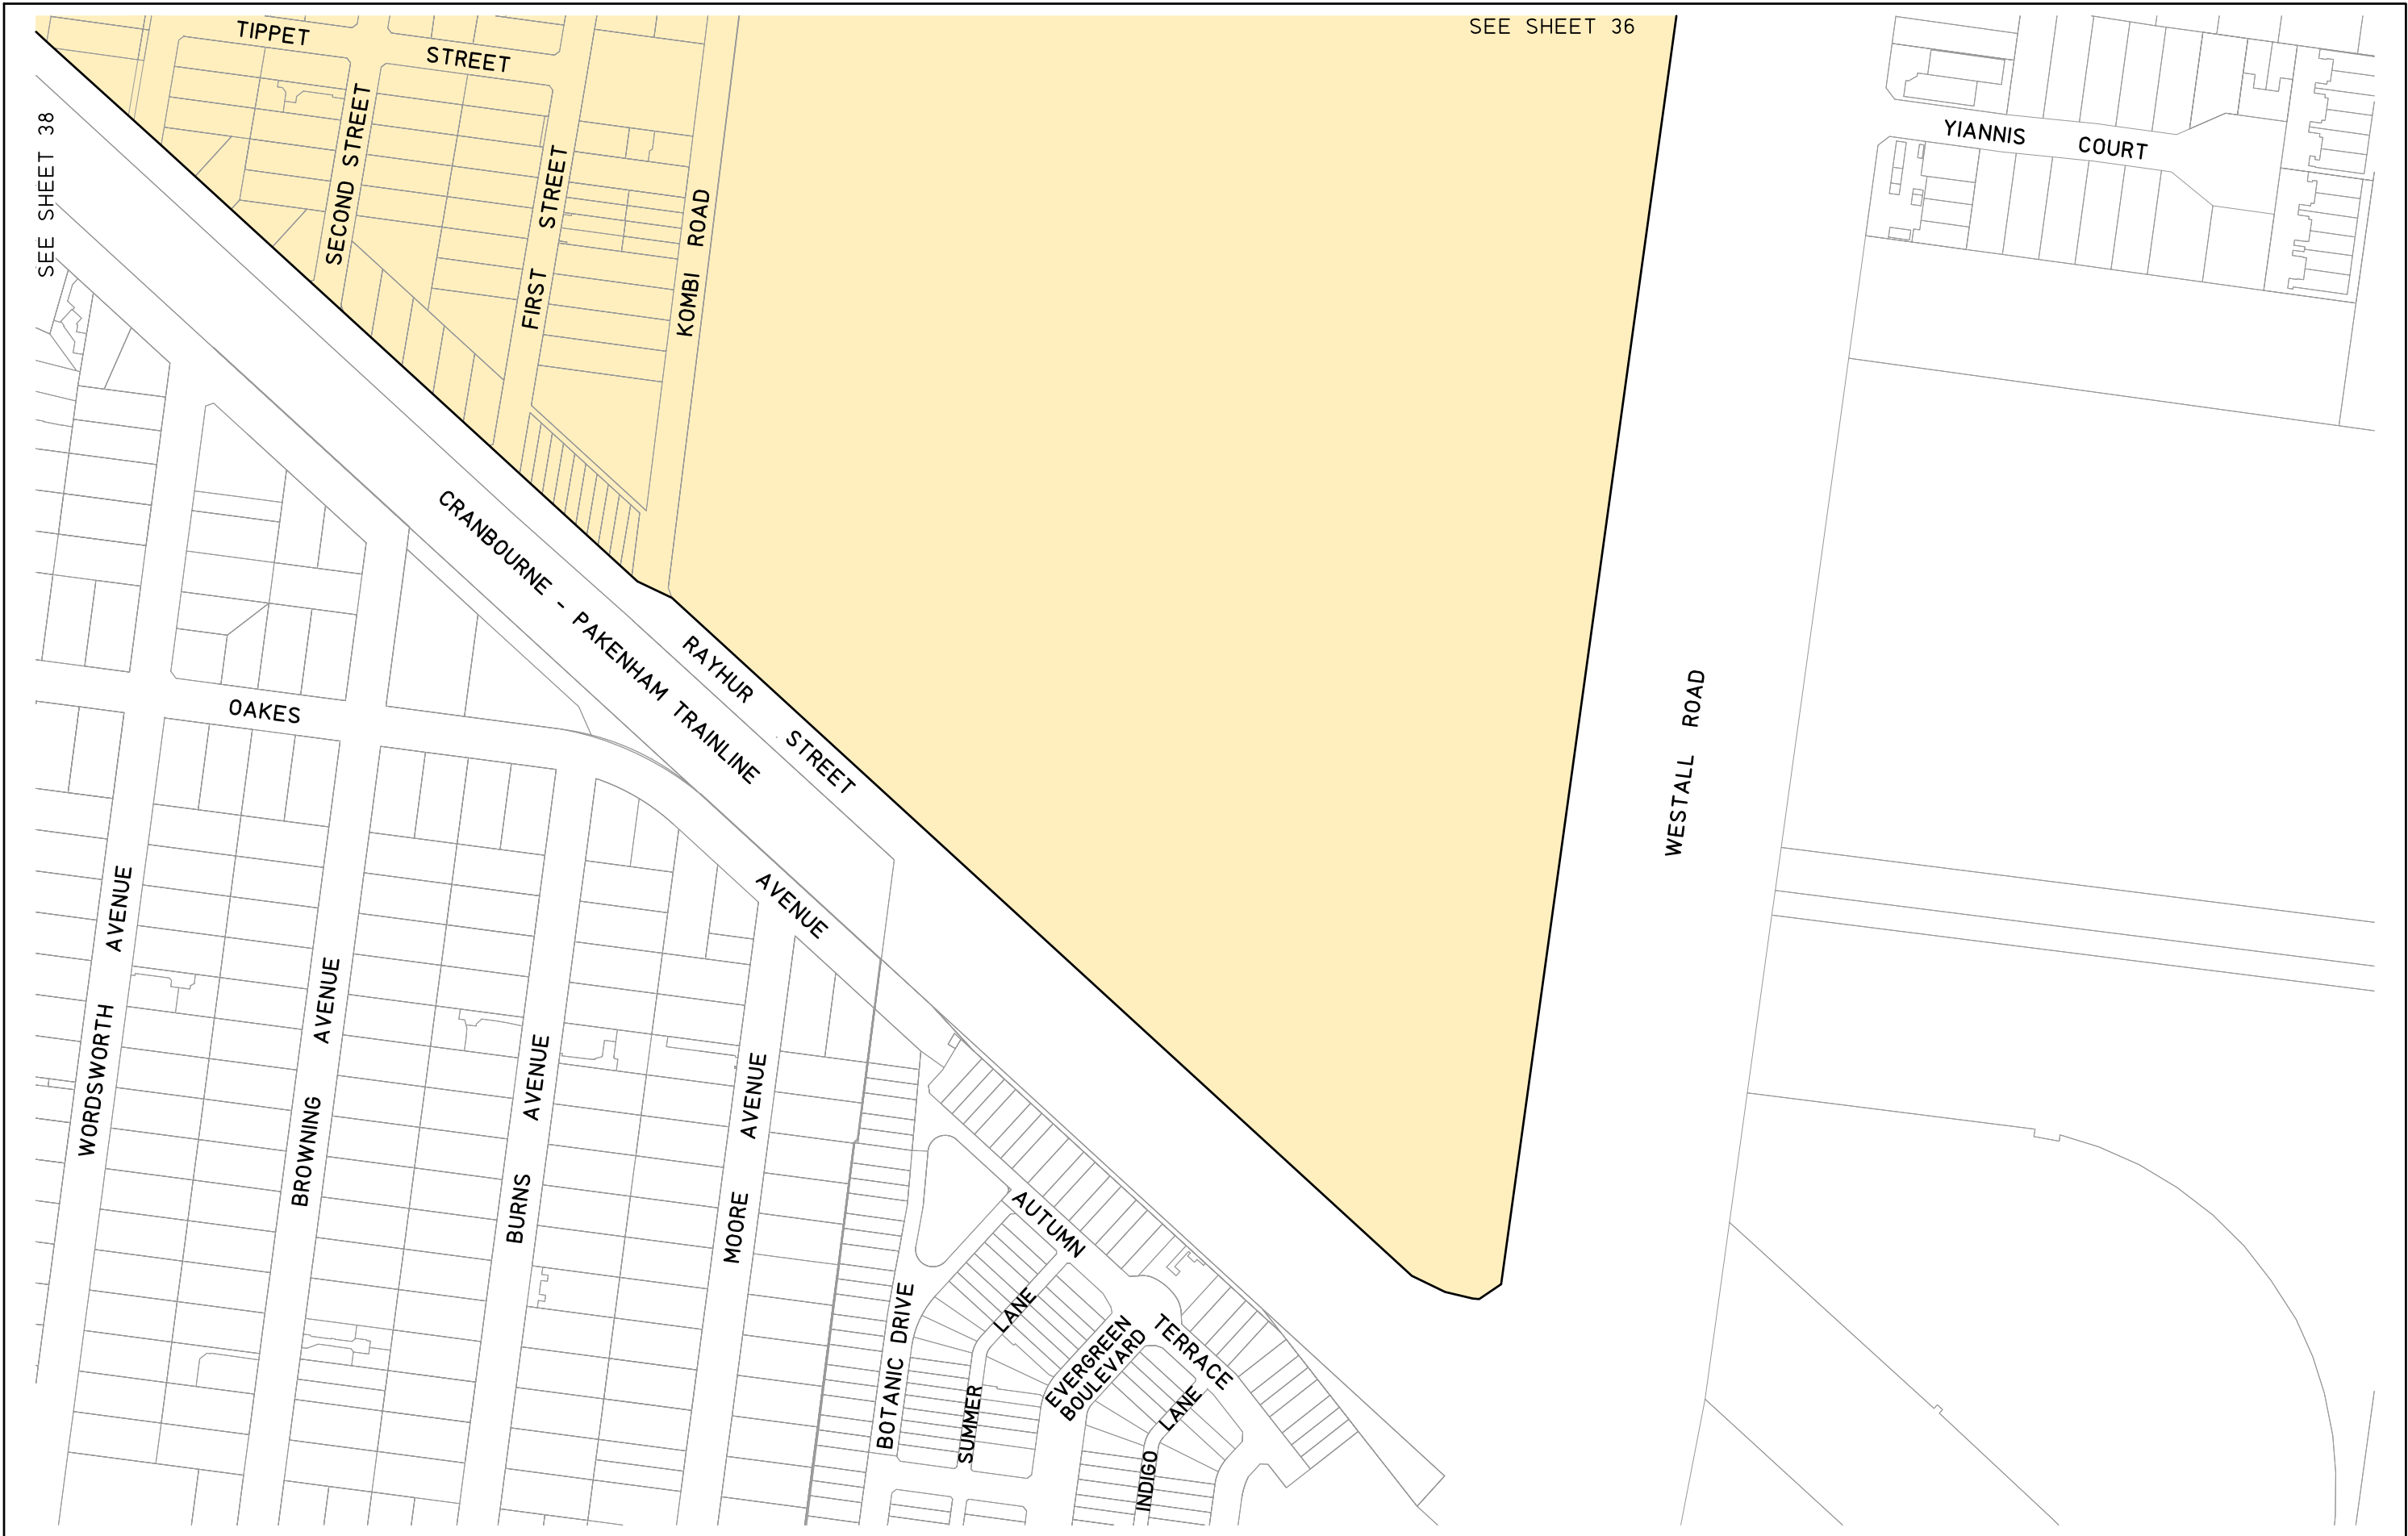 SEE SHEET 36
TIPPET STREET
SEE SHEET 38
SECOND STREET
FIRST STREET
KOMBI ROAD
YIANNIS COURT
CRANBOURNE - PAKENHAM TRAINLINE
RAYHUR STREET
WESTALL ROAD
OAKES AVENUE
WORDSWORTH AVENUE
BROWNING AVENUE
BURNS AVENUE
MOORE AVENUE
BOTANIC DRIVE
AUTUMN TERRACE
SUMMER LANE
EVERGREEN
BOULEVARD
INDIGO LANE